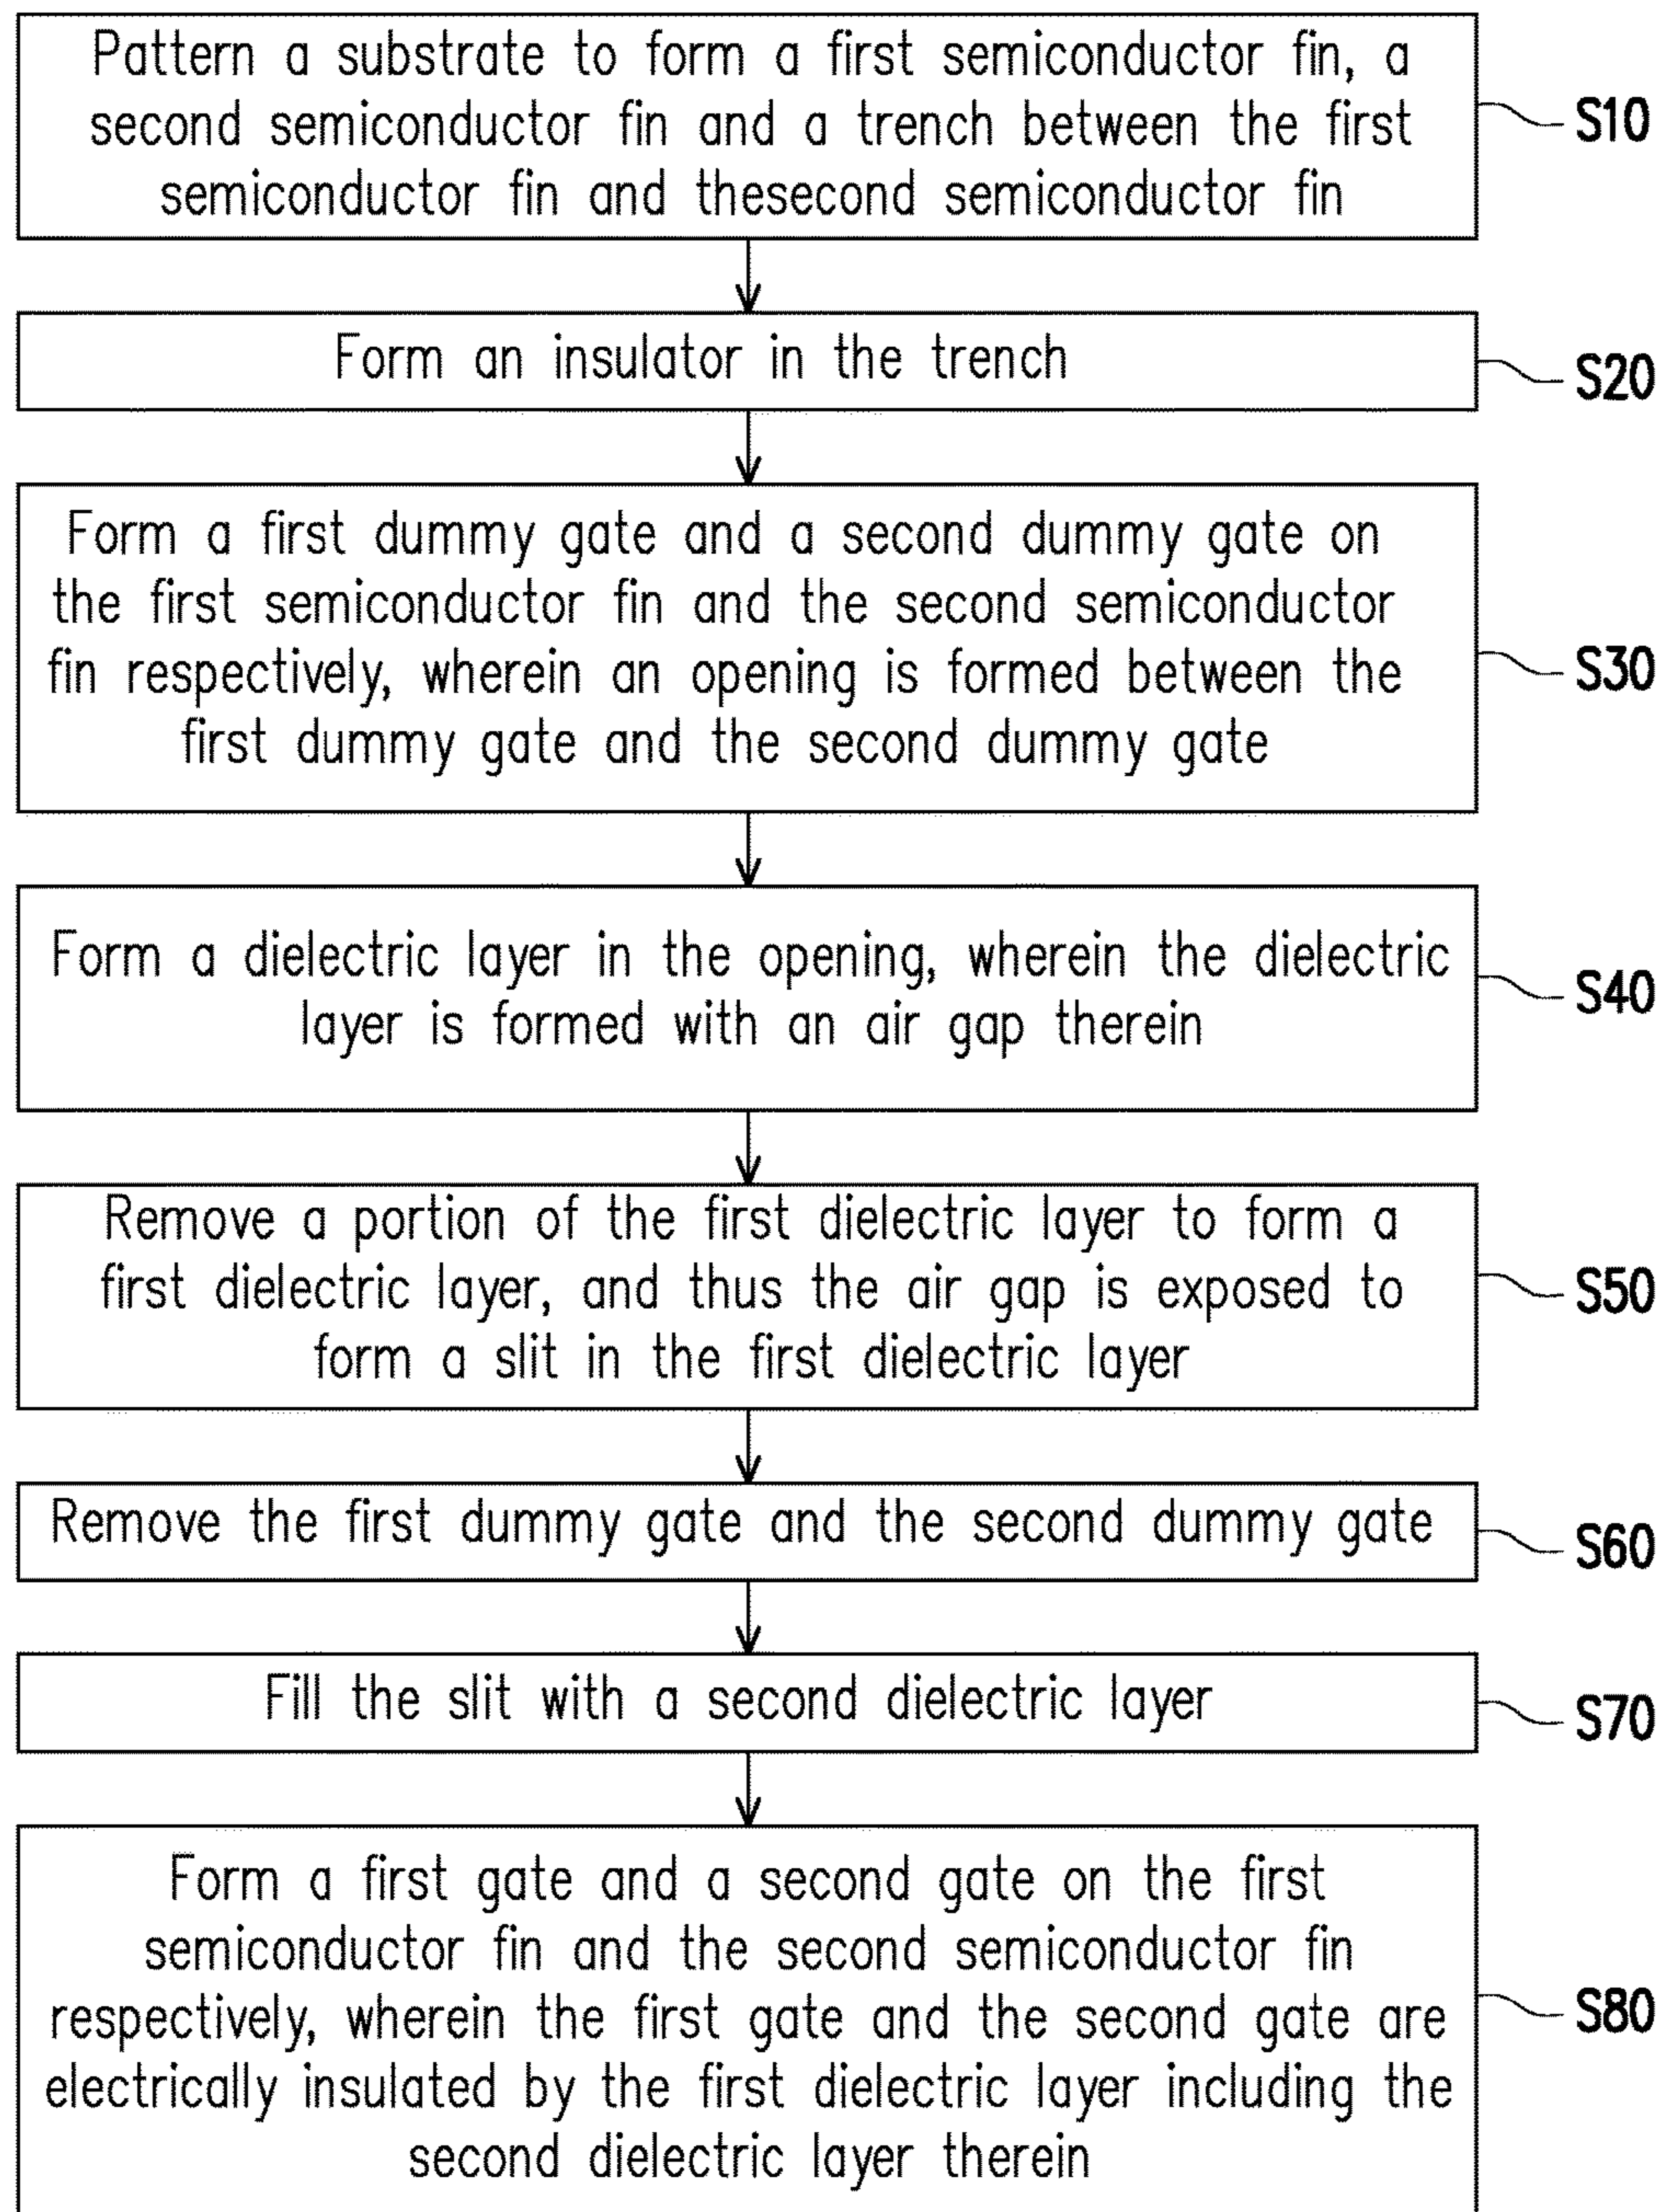 Pattern a substrate to form a first semiconductor fin, a
second semiconductor fin and a trench between the first
semiconductor fin and thesecond semiconductor fin
S10
Form an insulator in the trench
S20
Form a first dummy gate and a second dummy gate on
the first semiconductor fin and the second semiconductor
fin respectively, wherein an opening is formed between the
first dummy gate and the second dummy gate
S30
Form a dielectric layer in the opening, wherein the dielectric
layer is formed with an air gap therein
S40
Remove a portion of the first dielectric layer to form a
first dielectric layer, and thus the air gap is exposed to
form a slit in the first dielectric layer
S50
Remove the first dummy gate and the second dummy gate
S60
Fill the slit with a second dielectric layer
S70
Form a first gate and a second gate on the first
semiconductor fin and the second semiconductor fin
respectively, wherein the first gate and the second gate are
electrically insulated by the first dielectric layer including the
second dielectric layer therein
S80